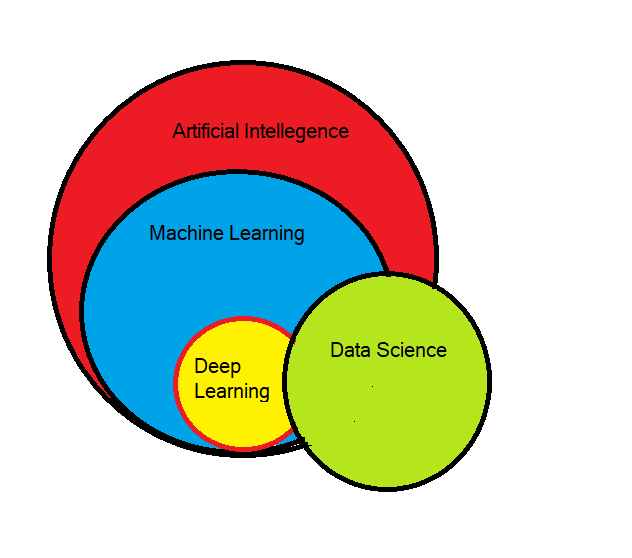 Artificial Intellegence
Machine Learning
Data Science
Deep
Learning